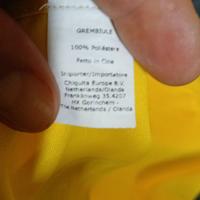 GREMBIULE
100% Poliestere
Fatto in Cina
Importer/Importatore
Chiquita Europe B.V.
Netherlands/Olanda
Franklinweg 35,4207
HX Gorinchem -
The Netherlands / Olanda